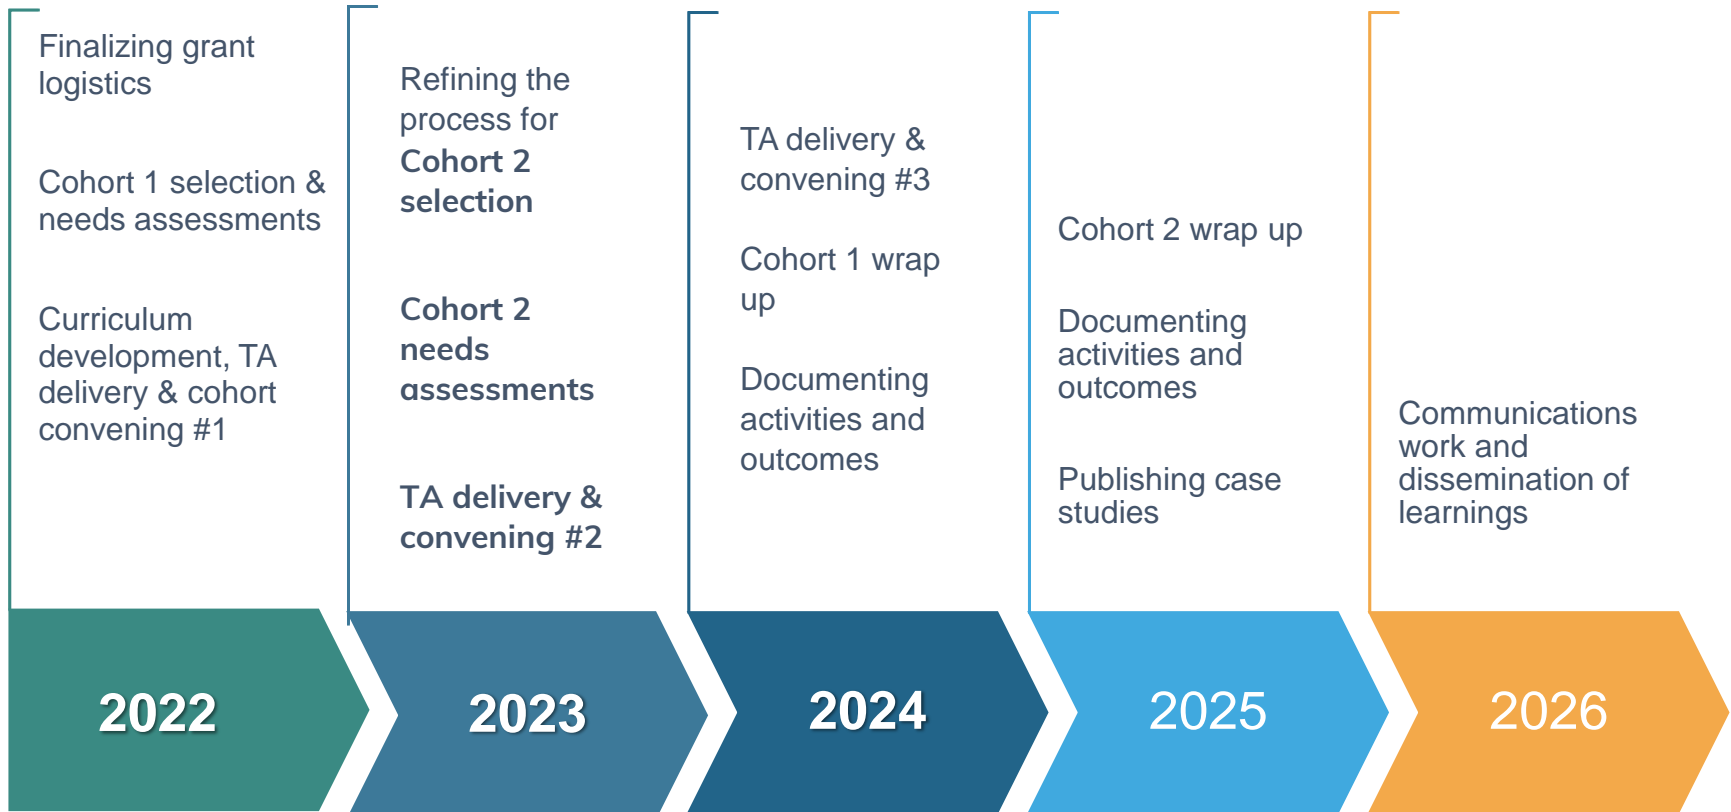 Finalizing grant
logistics
Cohort 1 selection &
needs assessments
Curriculum
development, TA
delivery & cohort
convening #1
Refining the
process for
Cohort 2
selection
Cohort 2
needs
assessments
TA delivery &
convening #2
TA delivery &
convening #3
Cohort 1 wrap
up
Documenting
activities and
outcomes
Cohort 2 wrap up
Documenting
activities and
outcomes
Publishing case
studies
Communications
work and
dissemination of
learnings
2022
2023
2024
2025
2026